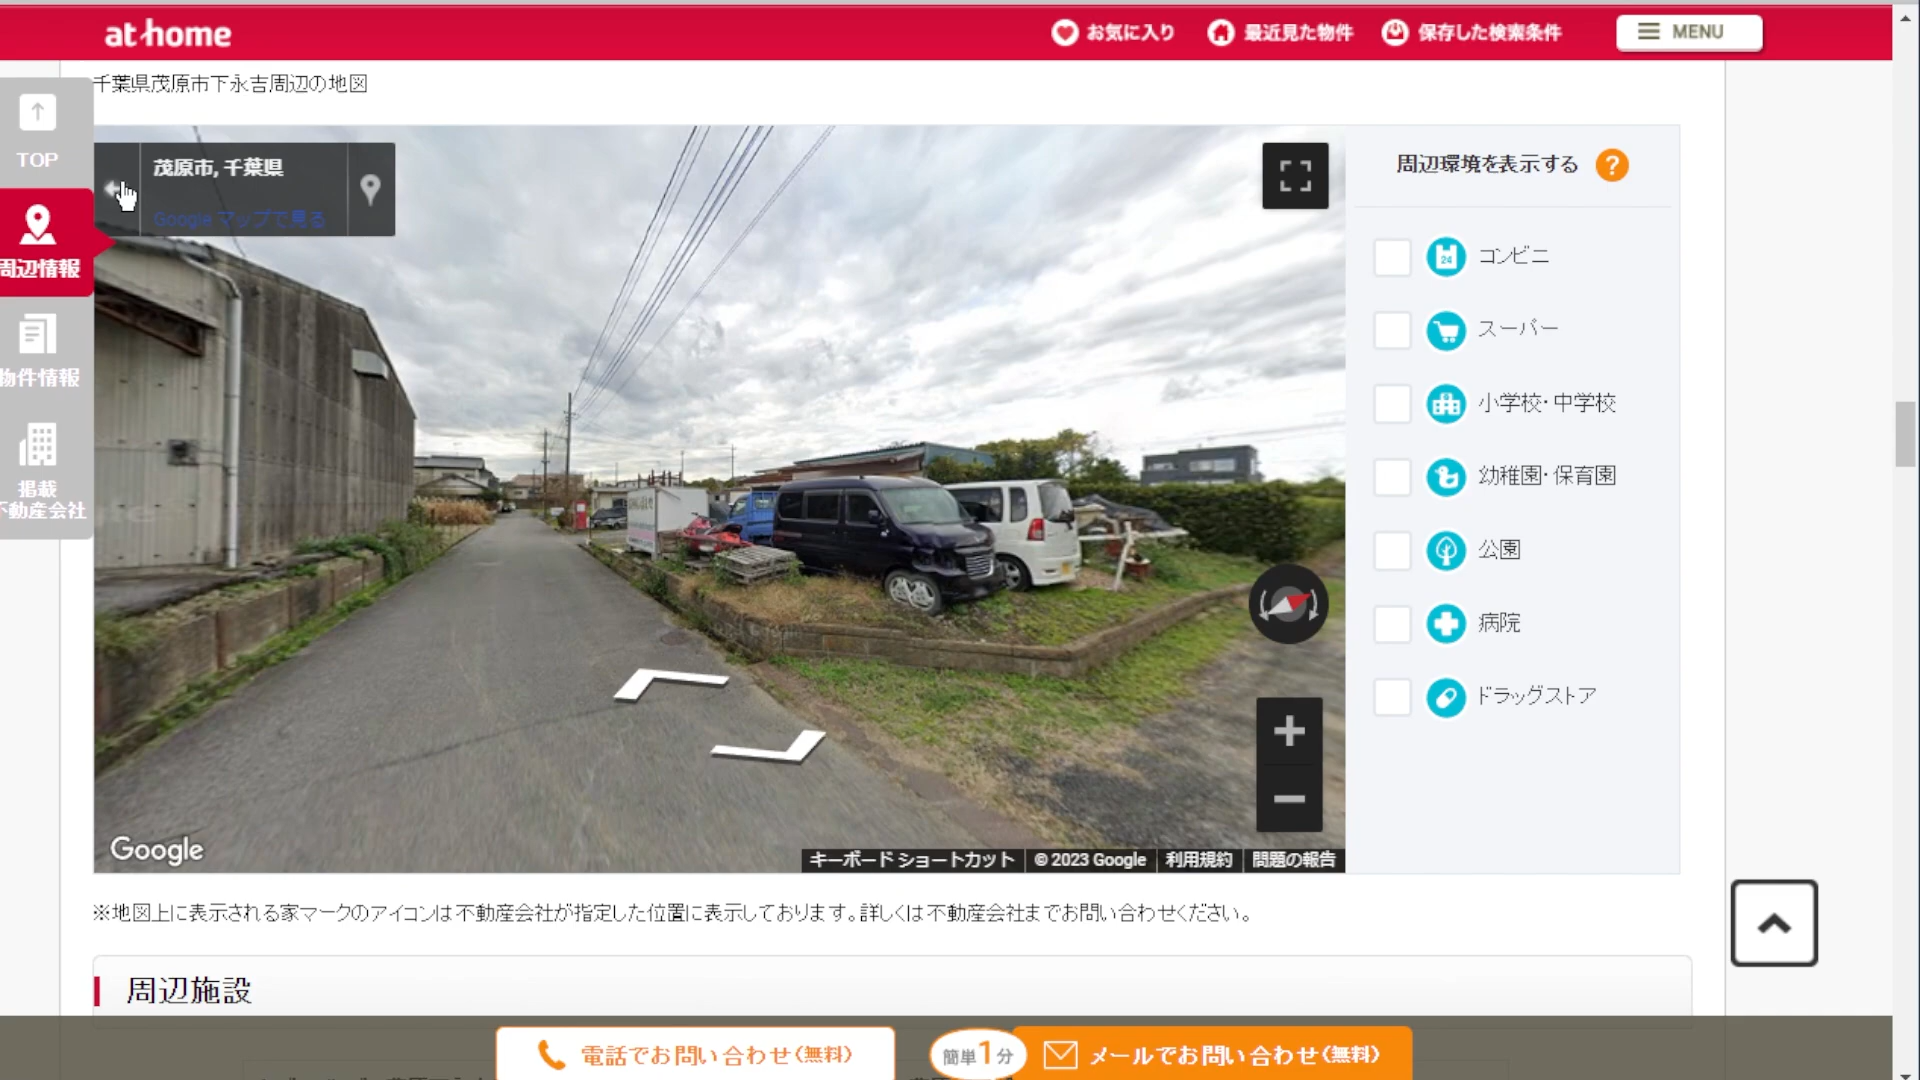 at home
お気に入り
最近見た物件
保存した検索条件
MENU
千葉県茂原市下永吉周辺の地図
TOP
周辺情報
物件情報
掲載
不動産会社
茂原市, 千葉県
Google マップで見る
周辺環境を表示する ?
24 コンビニ
スーパー
小学校・中学校
幼稚園・保育園
公園
病院
ドラッグストア
Google
キーボード ショートカット
© 2023 Google
利用規約
問題の報告
※地図上に表示される家マークのアイコンは不動産会社が指定した位置に表示しております。詳しくは不動産会社までお問い合わせください。
周辺施設
電話でお問い合わせ(無料)
簡単1分
メールでお問い合わせ(無料)